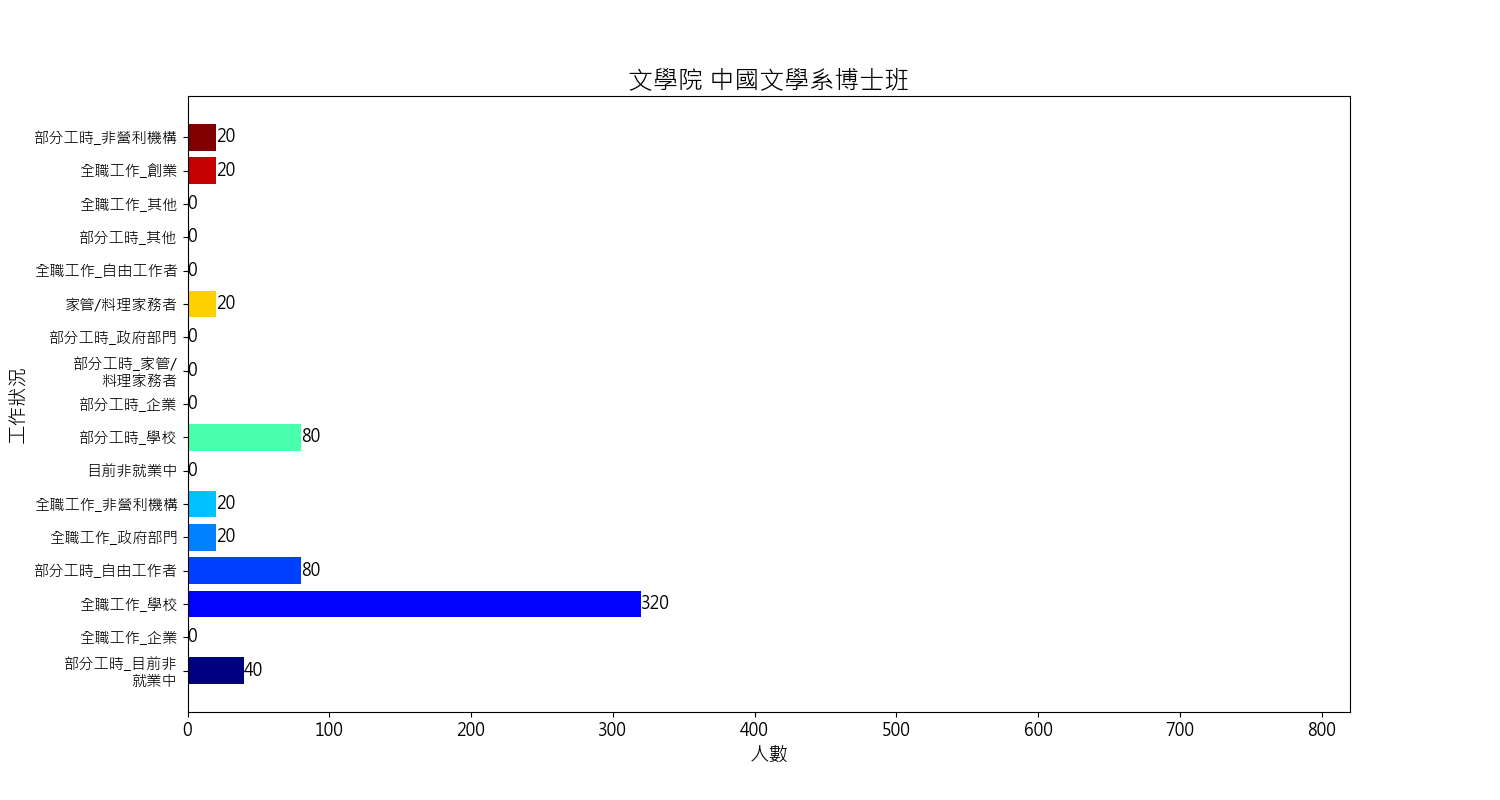 文學院 中國文學系博士班
部分工時_非營利機構
20
全職工作_創業
20
全職工作_其他
0
部分工時_其他
0
全職工作_自由工作者
0
家管/料理家務者
20
部分工時_政府部門
0
部分工時_家管/
料理家務者
0
部分工時_企業
0
部分工時_學校
80
目前非就業中
0
全職工作_非營利機構
20
全職工作_政府部門
20
部分工時_自由工作者
80
全職工作_學校
320
全職工作_企業
0
部分工時_目前非
就業中
40
工作狀況
0 100 200 300 400 500 600 700 800
人數